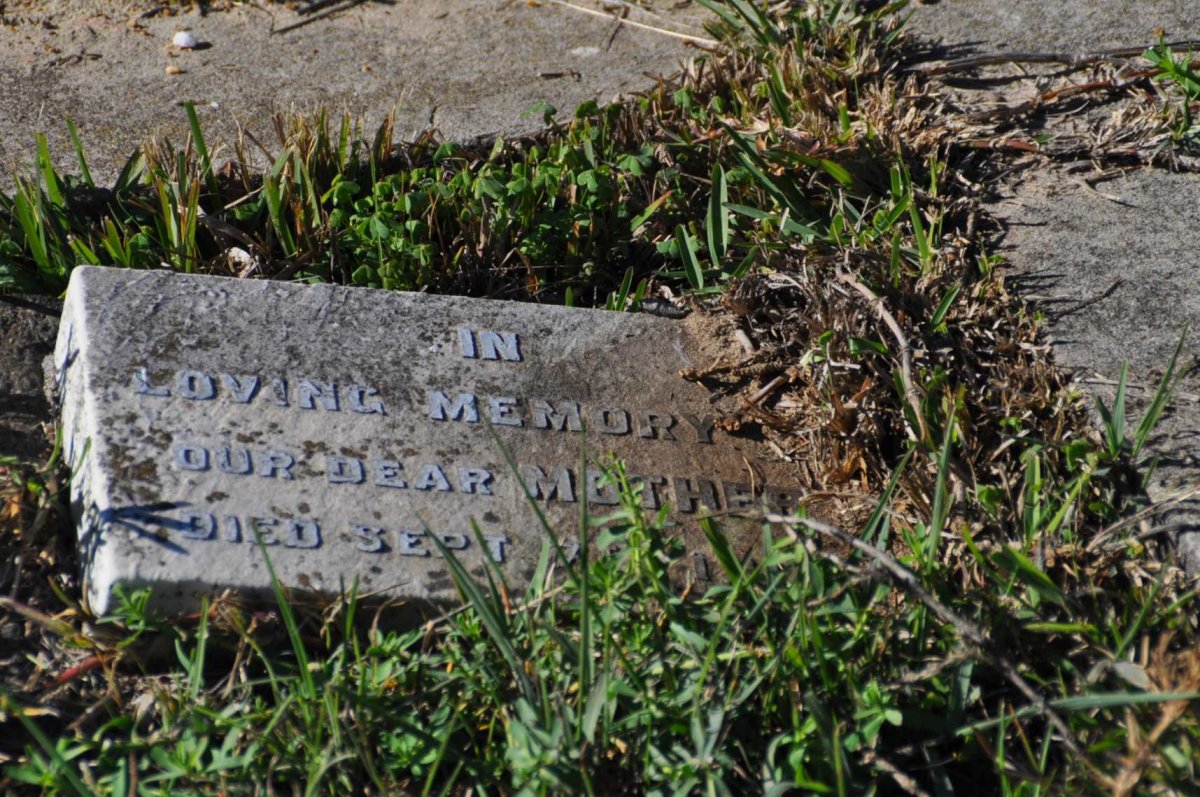 IN
LOVING MEMORY
OUR DEAR MOTHER
DIED SEPT